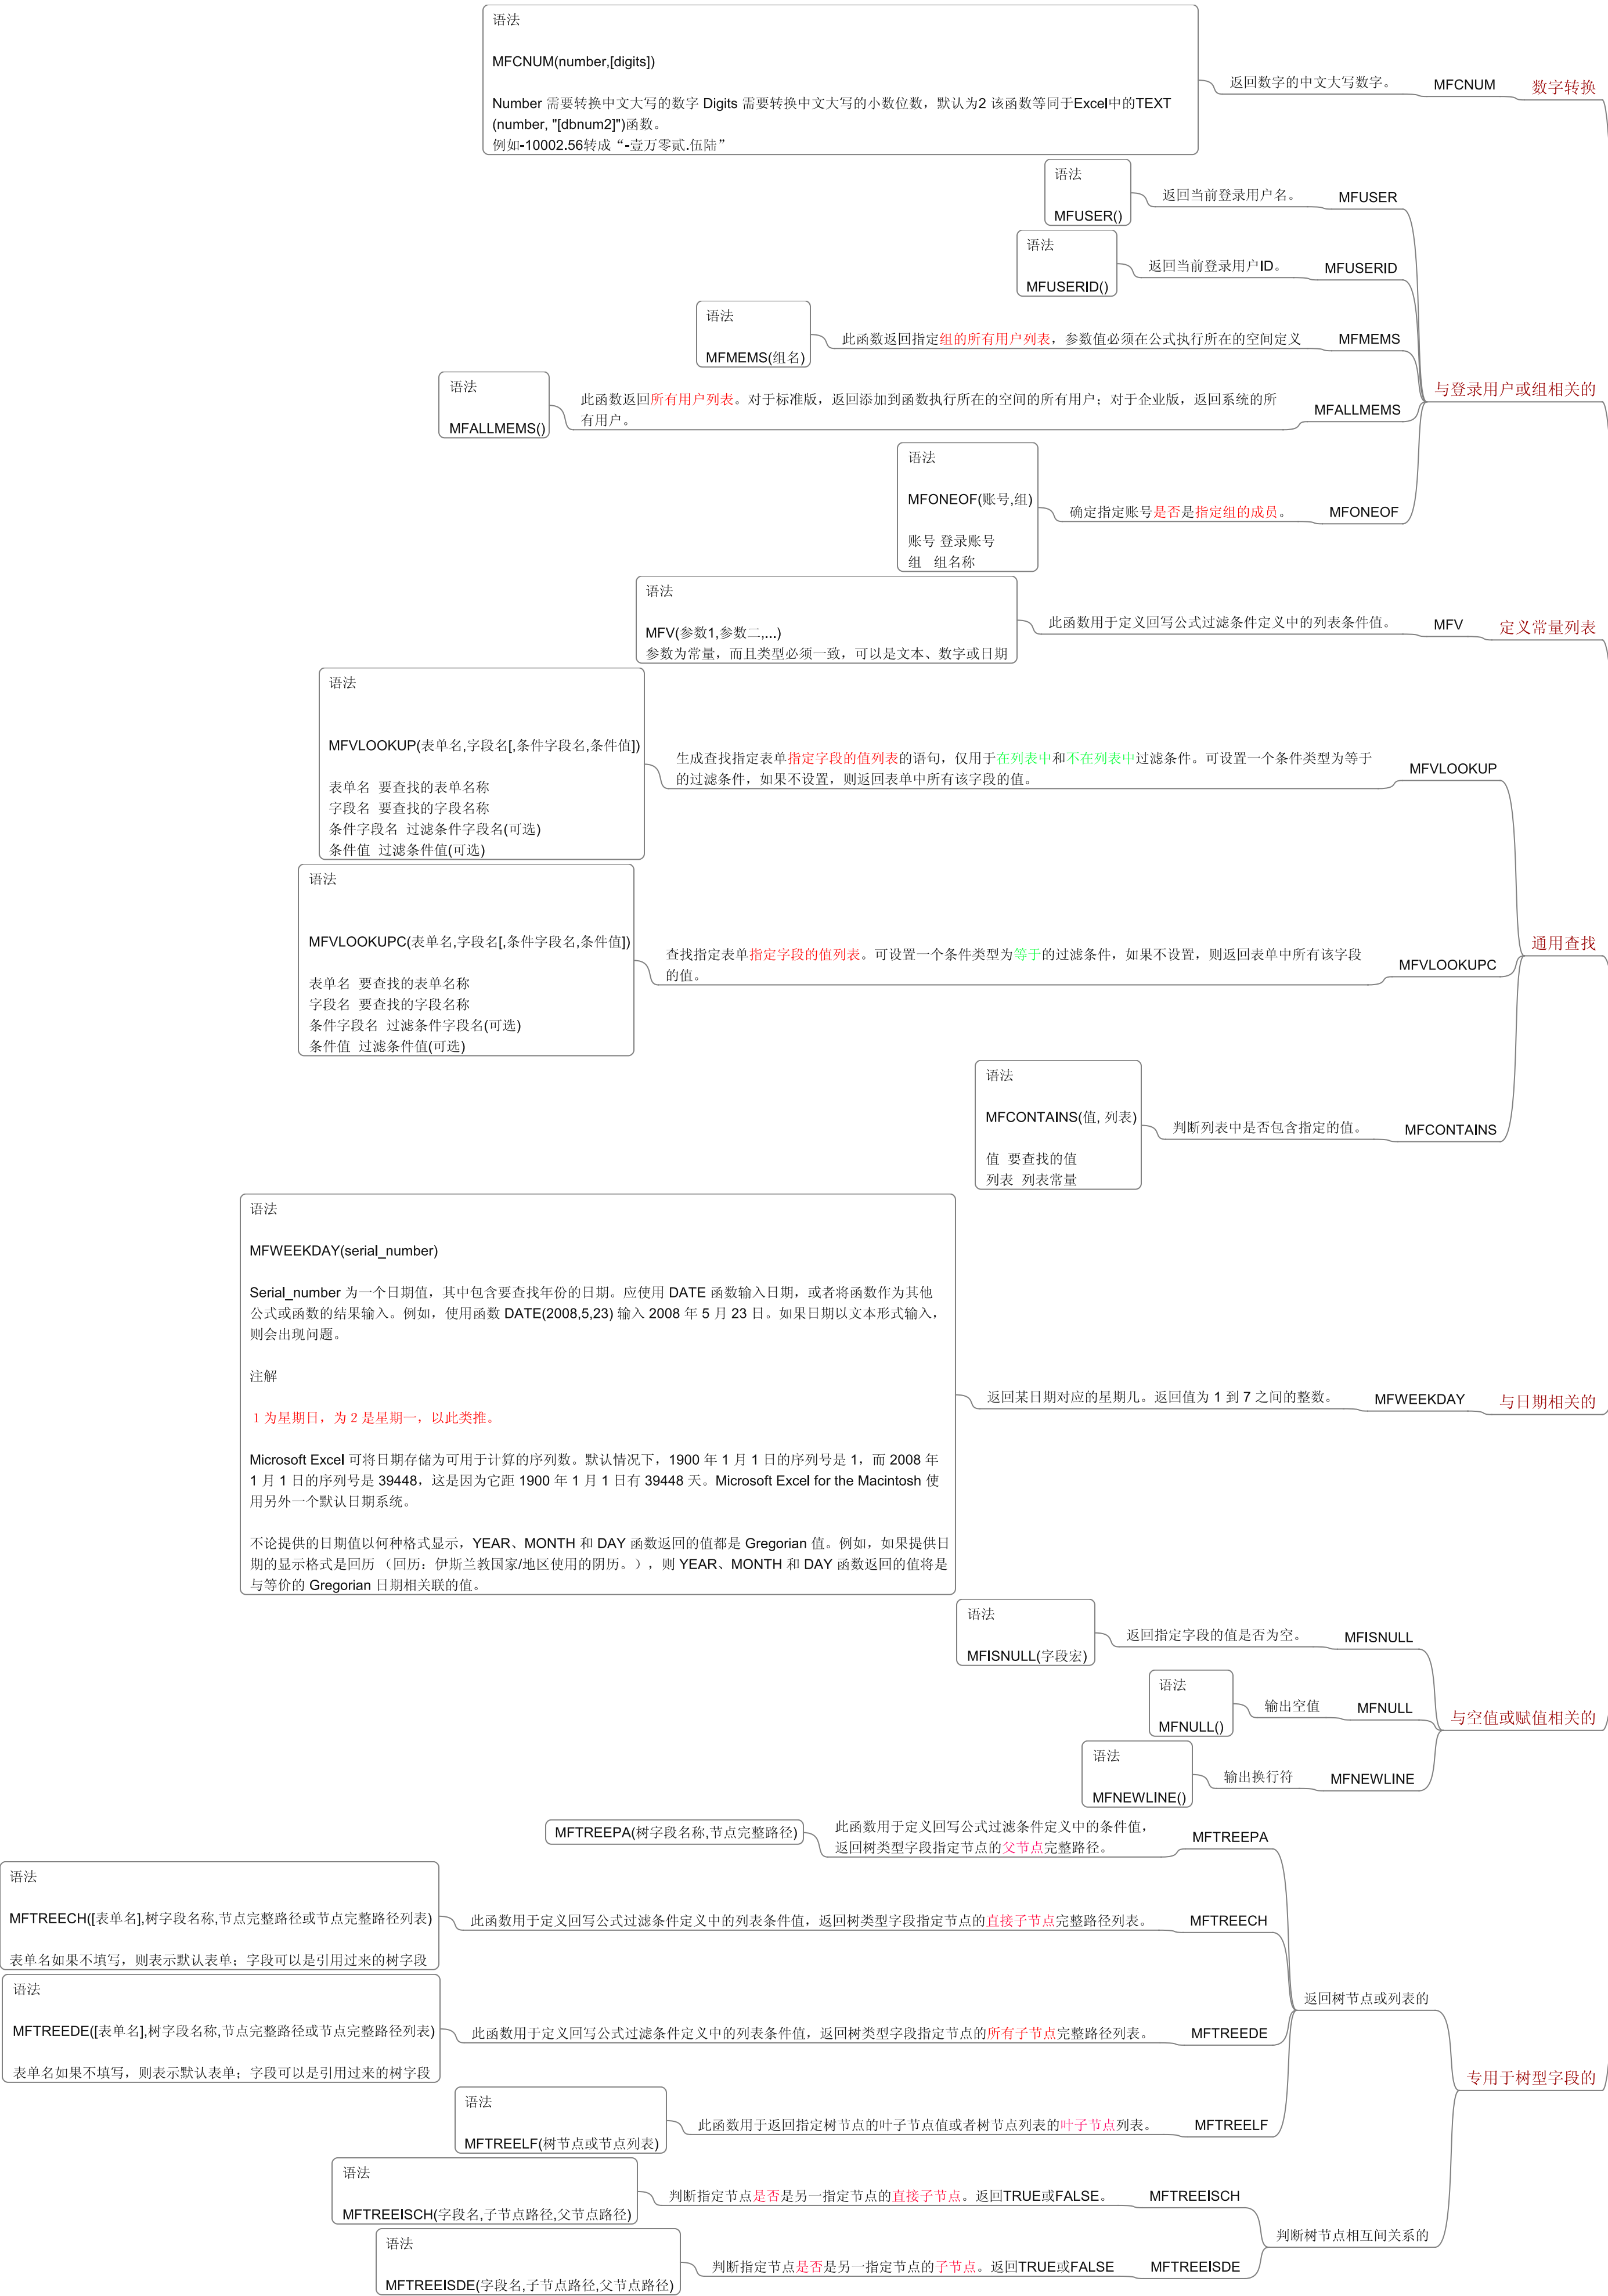 语法
MFCNUM(number,[digits])
Number 需要转换中文大写的数字 Digits 需要转换中文大写的小数位数，默认为2 该函数等同于Excel中的TEXT
(number, "[dbnum2]")函数。
例如-10002.56转成“-壹万零贰.伍陆”
返回数字的中文大写数字。
MFCNUM
数字转换
语法
MFUSER()
返回当前登录用户名。
MFUSER
语法
MFUSERID()
返回当前登录用户ID。
MFUSERID
语法
MFMEMS(组名)
此函数返回指定组的所有用户列表，参数值必须在公式执行所在的空间定义
MFMEMS
语法
MFALLMEMS()
此函数返回所有用户列表。对于标准版，返回添加到函数执行所在的空间的所有用户；对于企业版，返回系统的所
有用户。
MFALLMEMS
语法
MFONEOF(账号,组)
账号 登录账号
组 组名称
确定指定账号是否是指定组的成员。
MFONEOF
与登录用户或组相关的
语法
MFV(参数1,参数二,...)
参数为常量，而且类型必须一致，可以是文本、数字或日期
此函数用于定义回写公式过滤条件定义中的列表条件值。
MFV
定义常量列表
语法
MFVLOOKUP(表单名,字段名[,条件字段名,条件值])
表单名 要查找的表单名称
字段名 要查找的字段名称
条件字段名 过滤条件字段名(可选)
条件值 过滤条件值(可选)
生成查找指定表单指定字段的值列表的语句，仅用于在列表中和不在列表中过滤条件。可设置一个条件类型为等于
的过滤条件，如果不设置，则返回表单中所有该字段的值。
MFVLOOKUP
语法
MFVLOOKUPC(表单名,字段名[,条件字段名,条件值])
表单名 要查找的表单名称
字段名 要查找的字段名称
条件字段名 过滤条件字段名(可选)
条件值 过滤条件值(可选)
查找指定表单指定字段的值列表。可设置一个条件类型为等于的过滤条件，如果不设置，则返回表单中所有该字段
的值。
MFVLOOKUPC
语法
MFCONTAINS(值, 列表)
值 要查找的值
列表 列表常量
判断列表中是否包含指定的值。
MFCONTAINS
通用查找
语法
MFWEEKDAY(serial_number)
Serial_number 为一个日期值，其中包含要查找年份的日期。应使用 DATE 函数输入日期，或者将函数作为其他
公式或函数的结果输入。例如，使用函数 DATE(2008,5,23) 输入 2008 年 5 月 23 日。如果日期以文本形式输入，
则会出现问题。
注解
１为星期日，为２是星期一，以此类推。
Microsoft Excel 可将日期存储为可用于计算的序列数。默认情况下，1900 年 1 月 1 日的序列号是 1，而 2008 年
1 月 1 日的序列号是 39448，这是因为它距 1900 年 1 月 1 日有 39448 天。Microsoft Excel for the Macintosh 使
用另外一个默认日期系统。
不论提供的日期值以何种格式显示，YEAR、MONTH 和 DAY 函数返回的值都是 Gregorian 值。例如，如果提供日
期的显示格式是回历 （回历：伊斯兰教国家/地区使用的阴历。），则 YEAR、MONTH 和 DAY 函数返回的值将是
与等价的 Gregorian 日期相关联的值。
返回某日期对应的星期几。返回值为 1 到 7 之间的整数。
MFWEEKDAY
与日期相关的
语法
MFISNULL(字段宏)
返回指定字段的值是否为空。
MFISNULL
语法
MFNULL()
输出空值
MFNULL
语法
MFNEWLINE()
输出换行符
MFNEWLINE
与空值或赋值相关的
MFTREEPA(树字段名称,节点完整路径)
此函数用于定义回写公式过滤条件定义中的条件值，
返回树类型字段指定节点的父节点完整路径。
MFTREEPA
语法
MFTREECH([表单名],树字段名称,节点完整路径或节点完整路径列表)
表单名如果不填写，则表示默认表单；字段可以是引用过来的树字段
此函数用于定义回写公式过滤条件定义中的列表条件值，返回树类型字段指定节点的直接子节点完整路径列表。
MFTREECH
语法
MFTREEDE([表单名],树字段名称,节点完整路径或节点完整路径列表)
表单名如果不填写，则表示默认表单；字段可以是引用过来的树字段
此函数用于定义回写公式过滤条件定义中的列表条件值，返回树类型字段指定节点的所有子节点完整路径列表。
MFTREEDE
语法
MFTREELF(树节点或节点列表)
此函数用于返回指定树节点的叶子节点值或者树节点列表的叶子节点列表。
MFTREELF
返回树节点或列表的
语法
MFTREEISCH(字段名,子节点路径,父节点路径)
判断指定节点是否是另一指定节点的直接子节点。返回TRUE或FALSE。
MFTREEISCH
语法
MFTREEISDE(字段名,子节点路径,父节点路径)
判断指定节点是否是另一指定节点的子节点。返回TRUE或FALSE
MFTREEISDE
判断树节点相互间关系的
专用于树型字段的